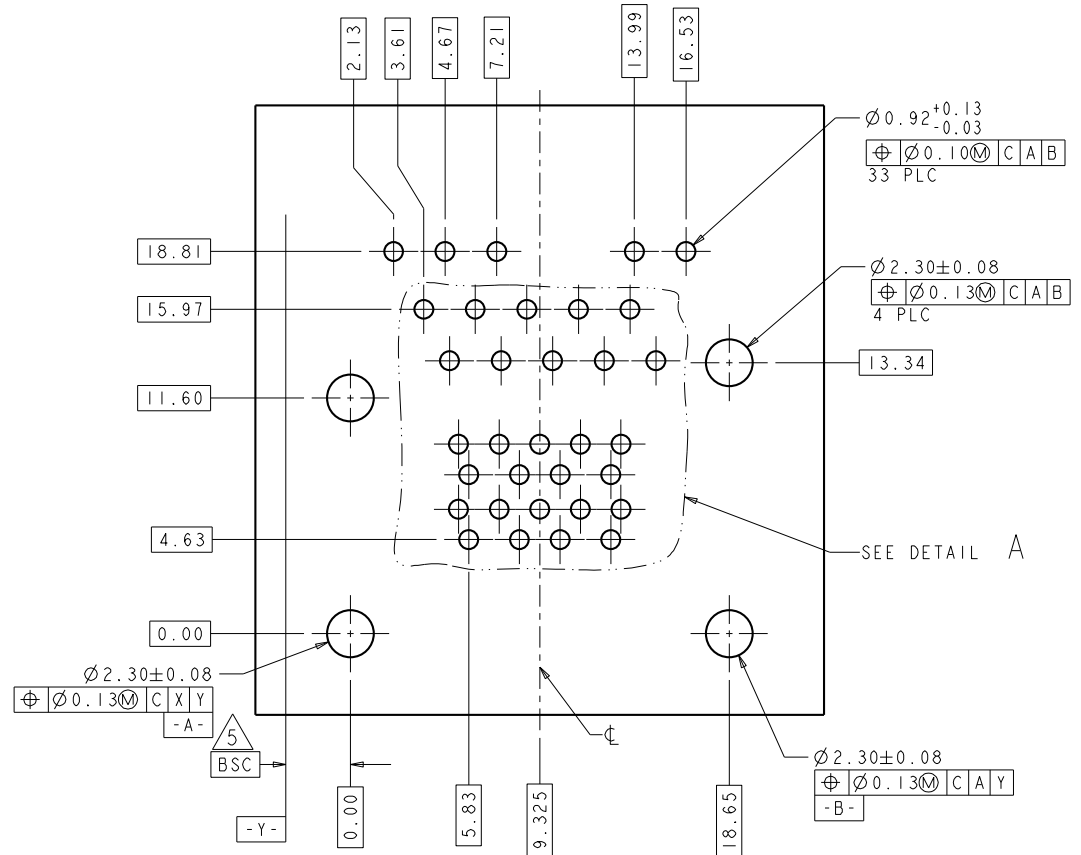 2.13
3.61
4.67
7.21
13.99
16.53
Ø0.92 +0.13 -0.03
⌖ Ø0.10Ⓜ C A B
33 PLC
18.81
Ø2.30±0.08
⌖ Ø0.13Ⓜ C A B
4 PLC
15.97
13.34
11.60
4.63
SEE DETAIL A
0.00
Ø2.30±0.08
⌖ Ø0.13Ⓜ C X Y
-A-
5
BSC
℄
Ø2.30±0.08
⌖ Ø0.13Ⓜ C A Y
-B-
-Y-
0.00
5.83
9.325
18.65